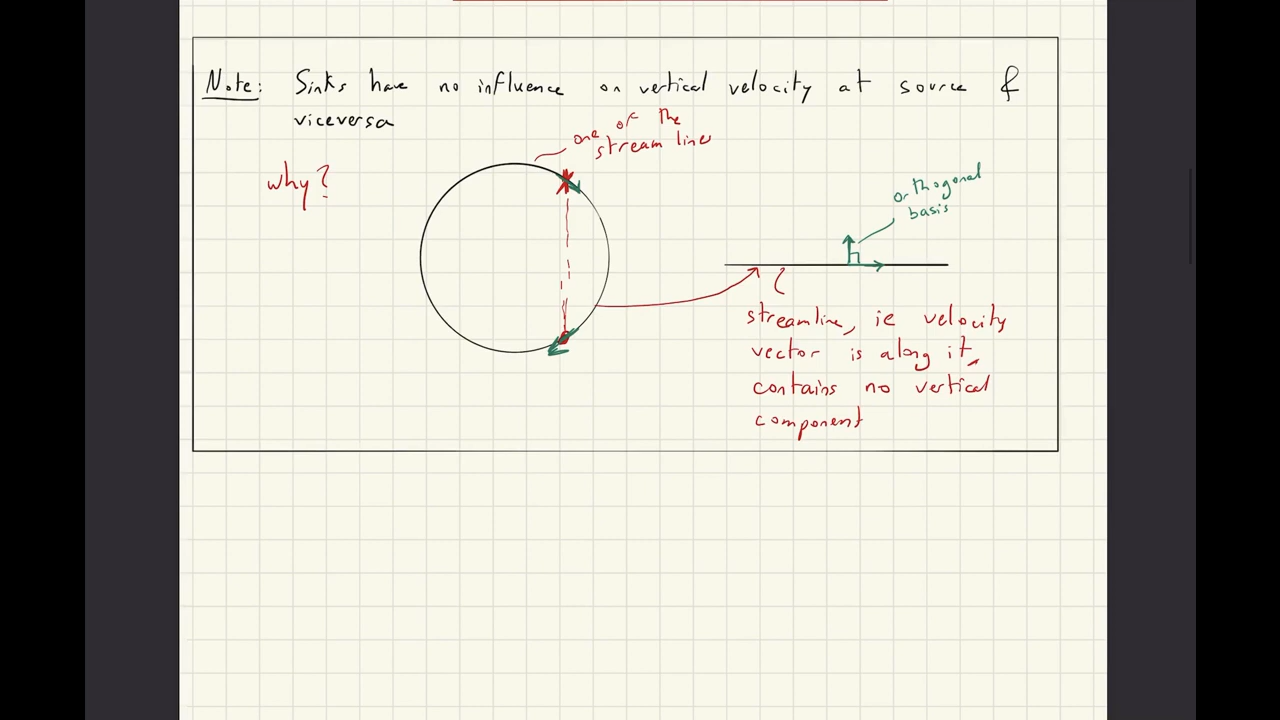 Note: Sinks have no influence on vertical velocity at source &
viceversa
one of the
stream lines
why?
orthogonal
basis
streamline, ie velocity
vector is along it,
contains no vertical
component